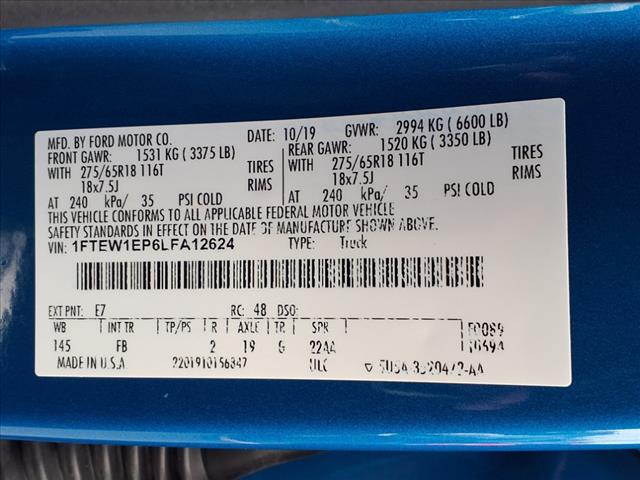 MFD. BY FORD MOTOR CO. DATE: 10/19 GVWR: 2994 KG ( 6600 LB)
FRONT GAWR: 1531 KG ( 3375 LB) REAR GAWR: 1520 KG ( 3350 LB)
WITH 275/65R18 116T TIRES WITH 275/65R18 116T TIRES
18x7.5J RIMS 18x7.5J RIMS
AT 240 kPa/ 35 PSI COLD AT 240 kPa/ 35 PSI COLD
THIS VEHICLE CONFORMS TO ALL APPLICABLE FEDERAL MOTOR VEHICLE
SAFETY STANDARDS IN EFFECT ON THE DATE OF MANUFACTURE SHOWN ABOVE.
VIN: 1FTEW1EP6LFA12624 TYPE: Truck
EXT PNT: E7 RC: 48 DSO:
WB INT TR TP/PS R AXLE TR SPR
145 FB 2 19 G 22AA
MADE IN U.S.A. 2201910156347 ULC